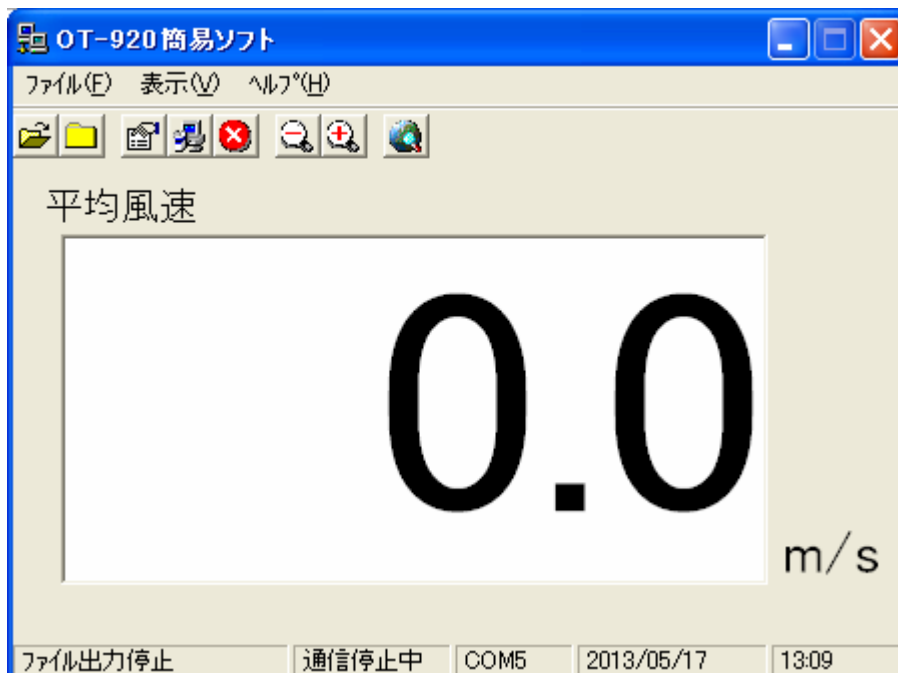 OT-920簡易ソフト
ファイル(F) 表示(V) ヘルプ(H)
平均風速
0.0
m/s
ファイル出力停止 通信停止中 COM5 2013/05/17 13:09